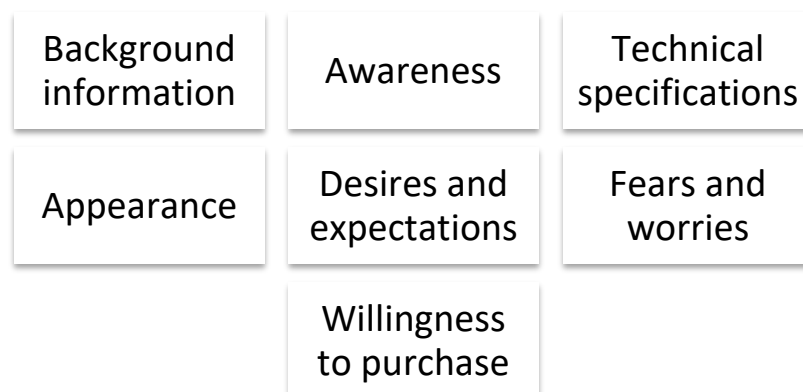 Background
information
Awareness
Technical
specifications
Appearance
Desires and
expectations
Fears and
worries
Willingness
to purchase